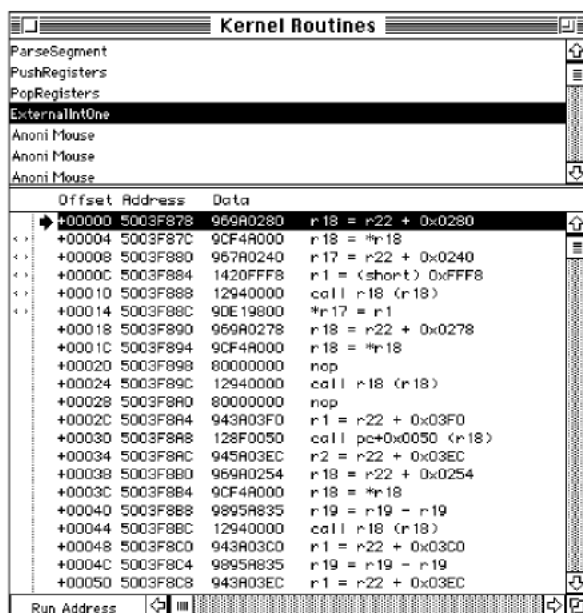 Kernel Routines
ParseSegment
PushRegisters
PopRegisters
ExternalIntOne
Anoni Mouse
Anoni Mouse
Anoni Mouse
Offset Address Data
+00000 5003F878 969A0280 r18 = r22 + 0x0280
+00004 5003F87C 9CF4A000 r18 = *r18
+00008 5003F880 967A0240 r17 = r22 + 0x0240
+0000C 5003F884 1420FFF8 r1 = (short) 0xFFF8
+00010 5003F888 12940000 call r18 (r18)
+00014 5003F88C 9DE19800 *r17 = r1
+00018 5003F890 969A0278 r18 = r22 + 0x0278
+0001C 5003F894 9CF4A000 r18 = *r18
+00020 5003F898 80000000 nop
+00024 5003F89C 12940000 call r18 (r18)
+00028 5003F8A0 80000000 nop
+0002C 5003F8A4 943A03F0 r1 = r22 + 0x03F0
+00030 5003F8A8 128F0050 call pc+0x0050 (r18)
+00034 5003F8AC 945A03EC r2 = r22 + 0x03EC
+00038 5003F8B0 969A0254 r18 = r22 + 0x0254
+0003C 5003F8B4 9CF4A000 r18 = *r18
+00040 5003F8B8 9895A835 r19 = r19 - r19
+00044 5003F8BC 12940000 call r18 (r18)
+00048 5003F8C0 943A03C0 r1 = r22 + 0x03C0
+0004C 5003F8C4 9895A835 r19 = r19 - r19
+00050 5003F8C8 943A03EC r1 = r22 + 0x03EC
Run Address